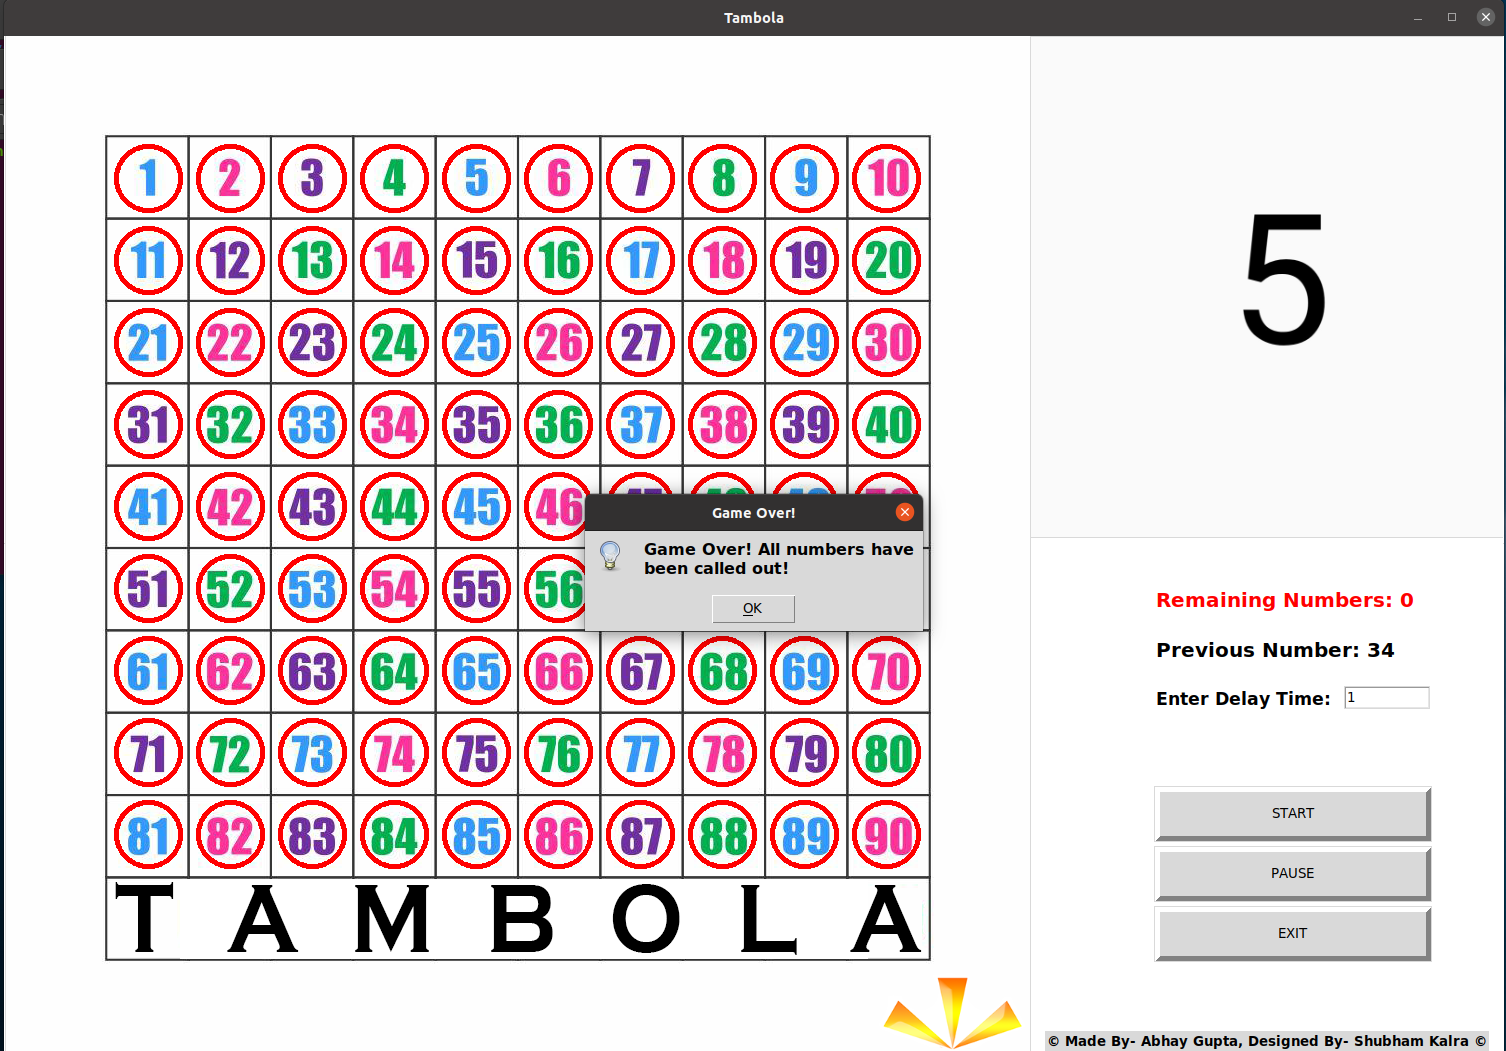 Tambola
1 2 3 4 5 6 7 8 9 10
11 12 13 14 15 16 17 18 19 20
21 22 23 24 25 26 27 28 29 30
31 32 33 34 35 36 37 38 39 40
41 42 43 44 45 46
51 52 53 54 55 56
61 62 63 64 65 66 67 68 69 70
71 72 73 74 75 76 77 78 79 80
81 82 83 84 85 86 87 88 89 90
T A M B O L A
Game Over!
Game Over! All numbers have
been called out!
OK
5
Remaining Numbers: 0
Previous Number: 34
Enter Delay Time: 1
START
PAUSE
EXIT
© Made By- Abhay Gupta, Designed By- Shubham Kalra ©